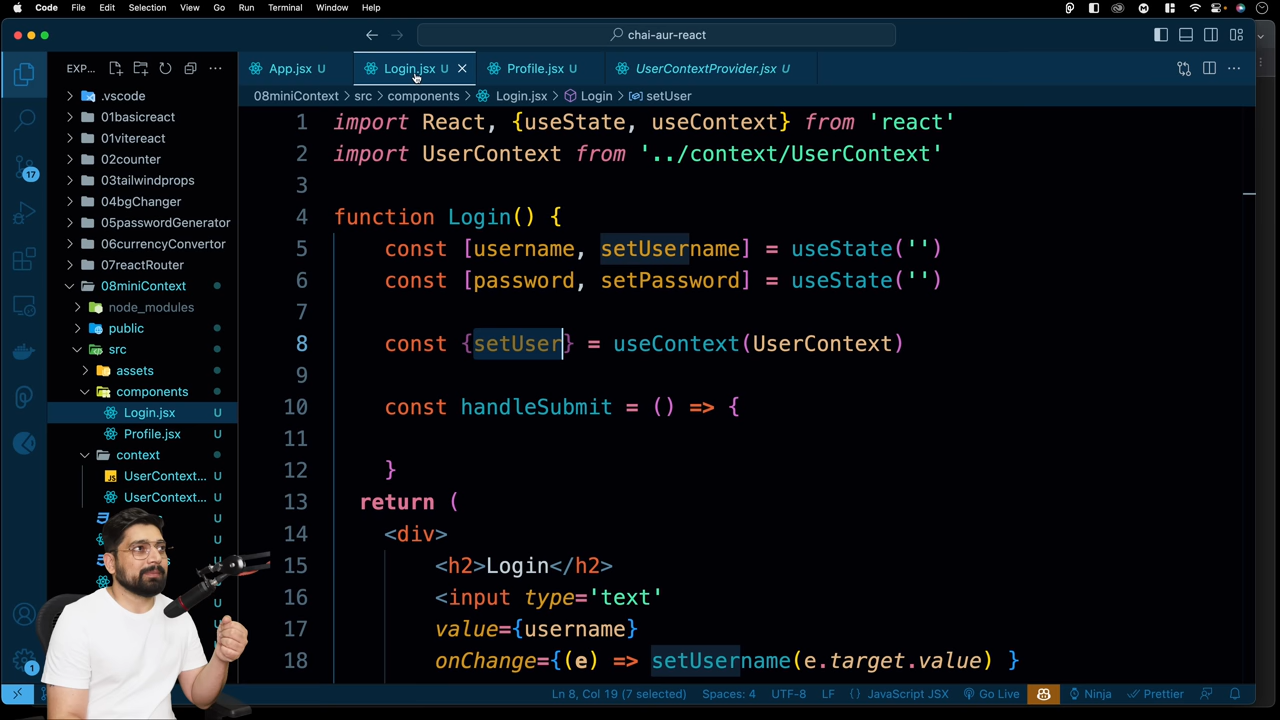 Code File Edit Selection View Go Run Terminal Window Help
chai-aur-react
EXP...
App.jsx U
Login.jsx U
Profile.jsx U
UserContextProvider.jsx U
08miniContext > src > components > Login.jsx > Login > setUser
.vscode
01basicreact
01vitereact
02counter
03tailwindprops
04bgChanger
05passwordGenerator
06currencyConvertor
07reactRouter
08miniContext
node_modules
public
src
assets
components
Login.jsx U
Profile.jsx U
context
UserContext... U
UserContext... U
U
U
U
U
U
U
17
1
1 import React, {useState, useContext} from 'react'
2 import UserContext from '../context/UserContext'
3
4 function Login() {
5 const [username, setUsername] = useState('')
6 const [password, setPassword] = useState('')
7
8 const {setUser} = useContext(UserContext)
9
10 const handleSubmit = () => {
11
12 }
13 return (
14 <div>
15 <h2>Login</h2>
16 <input type='text'
17 value={username}
18 onChange={(e) => setUsername(e.target.value) }
Ln 8, Col 19 (7 selected) Spaces: 4 UTF-8 LF {} JavaScript JSX Go Live Ninja Prettier